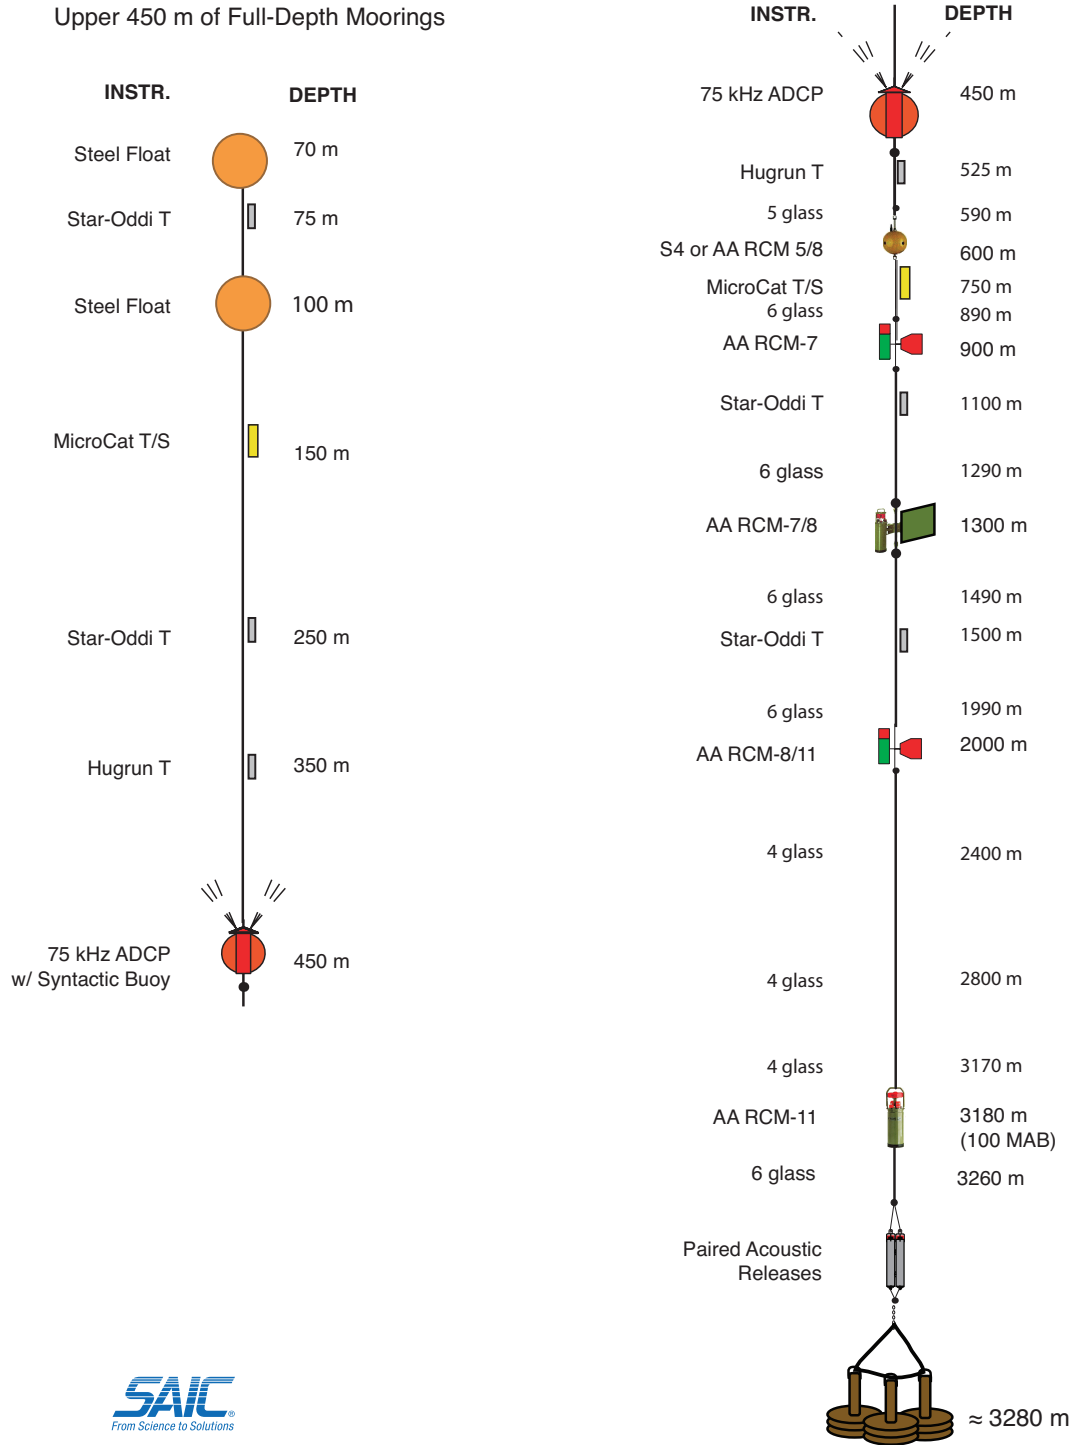 Upper 450 m of Full-Depth Moorings
INSTR. DEPTH
Steel Float 70 m
Star-Oddi T 75 m
Steel Float 100 m
MicroCat T/S 150 m
Star-Oddi T 250 m
Hugrun T 350 m
75 kHz ADCP
w/ Syntactic Buoy 450 m
SAIC®
From Science to Solutions
INSTR. DEPTH
75 kHz ADCP 450 m
Hugrun T 525 m
5 glass 590 m
S4 or AA RCM 5/8 600 m
MicroCat T/S 750 m
6 glass 890 m
AA RCM-7 900 m
Star-Oddi T 1100 m
6 glass 1290 m
AA RCM-7/8 1300 m
6 glass 1490 m
Star-Oddi T 1500 m
6 glass 1990 m
AA RCM-8/11 2000 m
4 glass 2400 m
4 glass 2800 m
4 glass 3170 m
AA RCM-11 3180 m
(100 MAB)
6 glass 3260 m
Paired Acoustic
Releases
≈ 3280 m